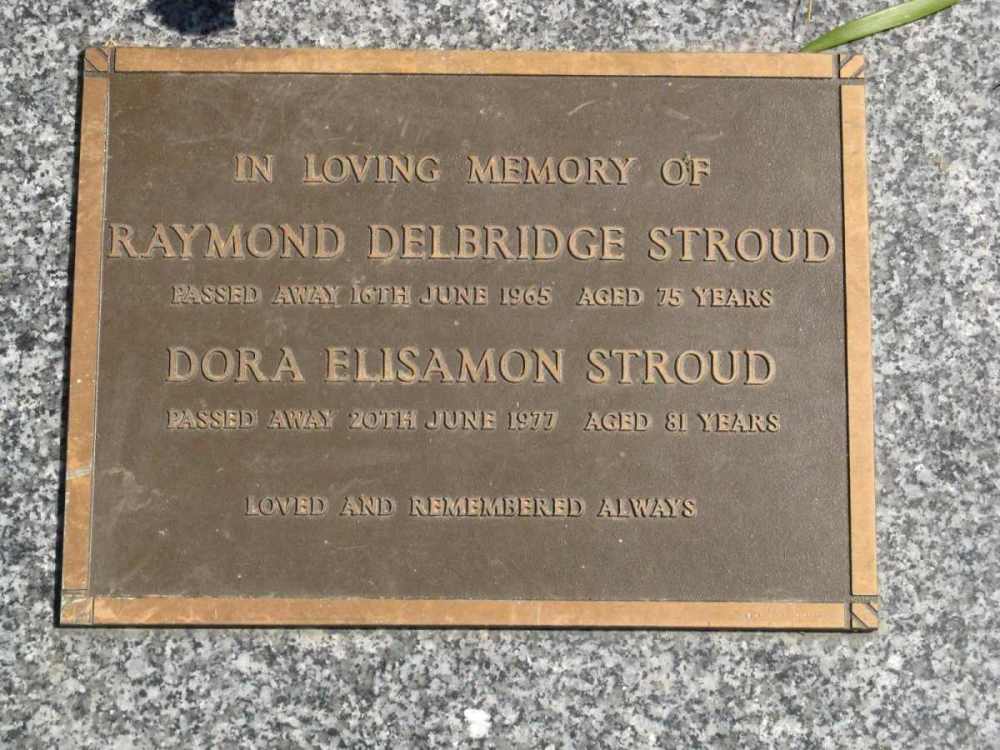 IN LOVING MEMORY OF
RAYMOND DELBRIDGE STROUD
PASSED AWAY 16TH JUNE 1965 AGED 75 YEARS
DORA ELISAMON STROUD
PASSED AWAY 20TH JUNE 1977 AGED 81 YEARS
LOVED AND REMEMBERED ALWAYS